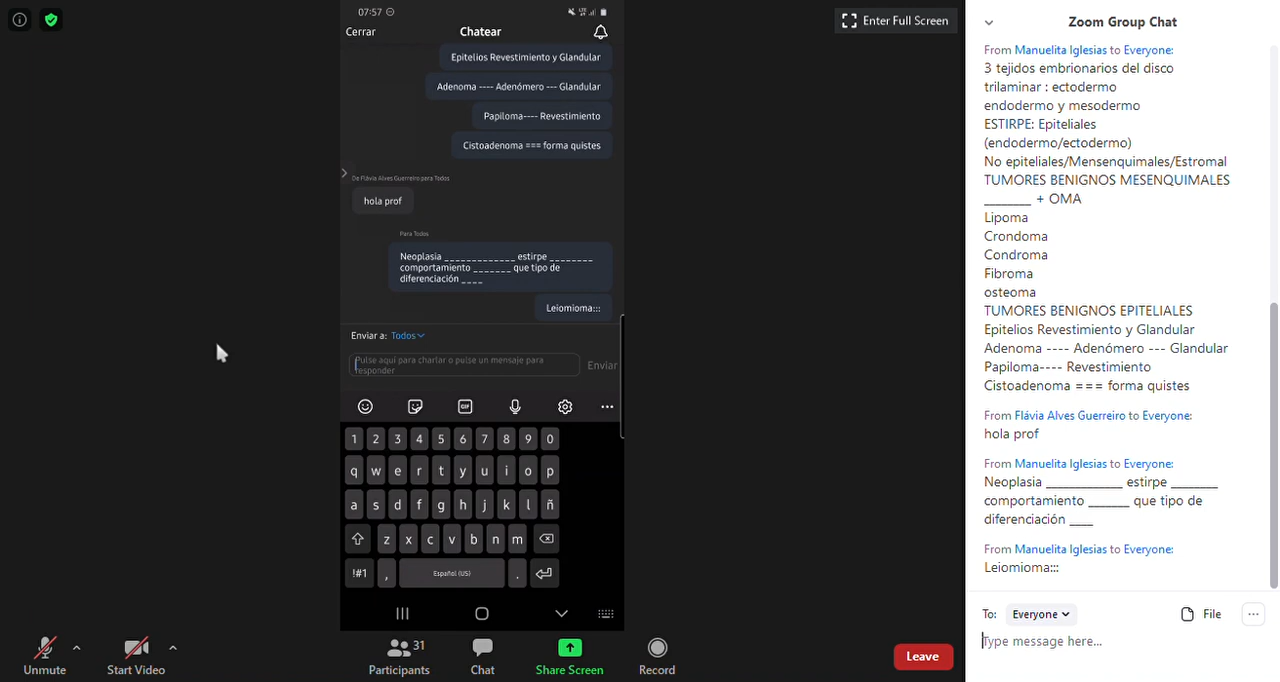 07:57
Cerrar
Chatear
Epitelios Revestimiento y Glandular
Adenoma ---- Adenómero --- Glandular
Papiloma---- Revestimiento
Cistoadenoma === forma quistes
De Flávia Alves Guerreiro para Todos
hola prof
Para Todos
Neoplasia _____________ estirpe ________
comportamiento _______ que tipo de
diferenciación ____
Leiomioma:::
Enviar a: Todos
Pulse aquí para charlar o pulse un mensaje para
responder
Enviar
GIF
1 2 3 4 5 6 7 8 9 0
q w e r t y u i o p
a s d f g h j k l ñ
z x c v b n m
!#1 , Español (US) .
Enter Full Screen
Zoom Group Chat
From Manuelita Iglesias to Everyone:
3 tejidos embrionarios del disco
trilaminar : ectodermo
endodermo y mesodermo
ESTIRPE: Epiteliales
(endodermo/ectodermo)
No epiteliales/Mensenquimales/Estromal
TUMORES BENIGNOS MESENQUIMALES
________ + OMA
Lipoma
Crondoma
Condroma
Fibroma
osteoma
TUMORES BENIGNOS EPITELIALES
Epitelios Revestimiento y Glandular
Adenoma ---- Adenómero --- Glandular
Papiloma---- Revestimiento
Cistoadenoma === forma quistes
From Flávia Alves Guerreiro to Everyone:
hola prof
From Manuelita Iglesias to Everyone:
Neoplasia _____________ estirpe ________
comportamiento _______ que tipo de
diferenciación ____
From Manuelita Iglesias to Everyone:
Leiomioma:::
To: Everyone
File
Type message here...
Unmute
Start Video
31
Participants
Chat
Share Screen
Record
Leave